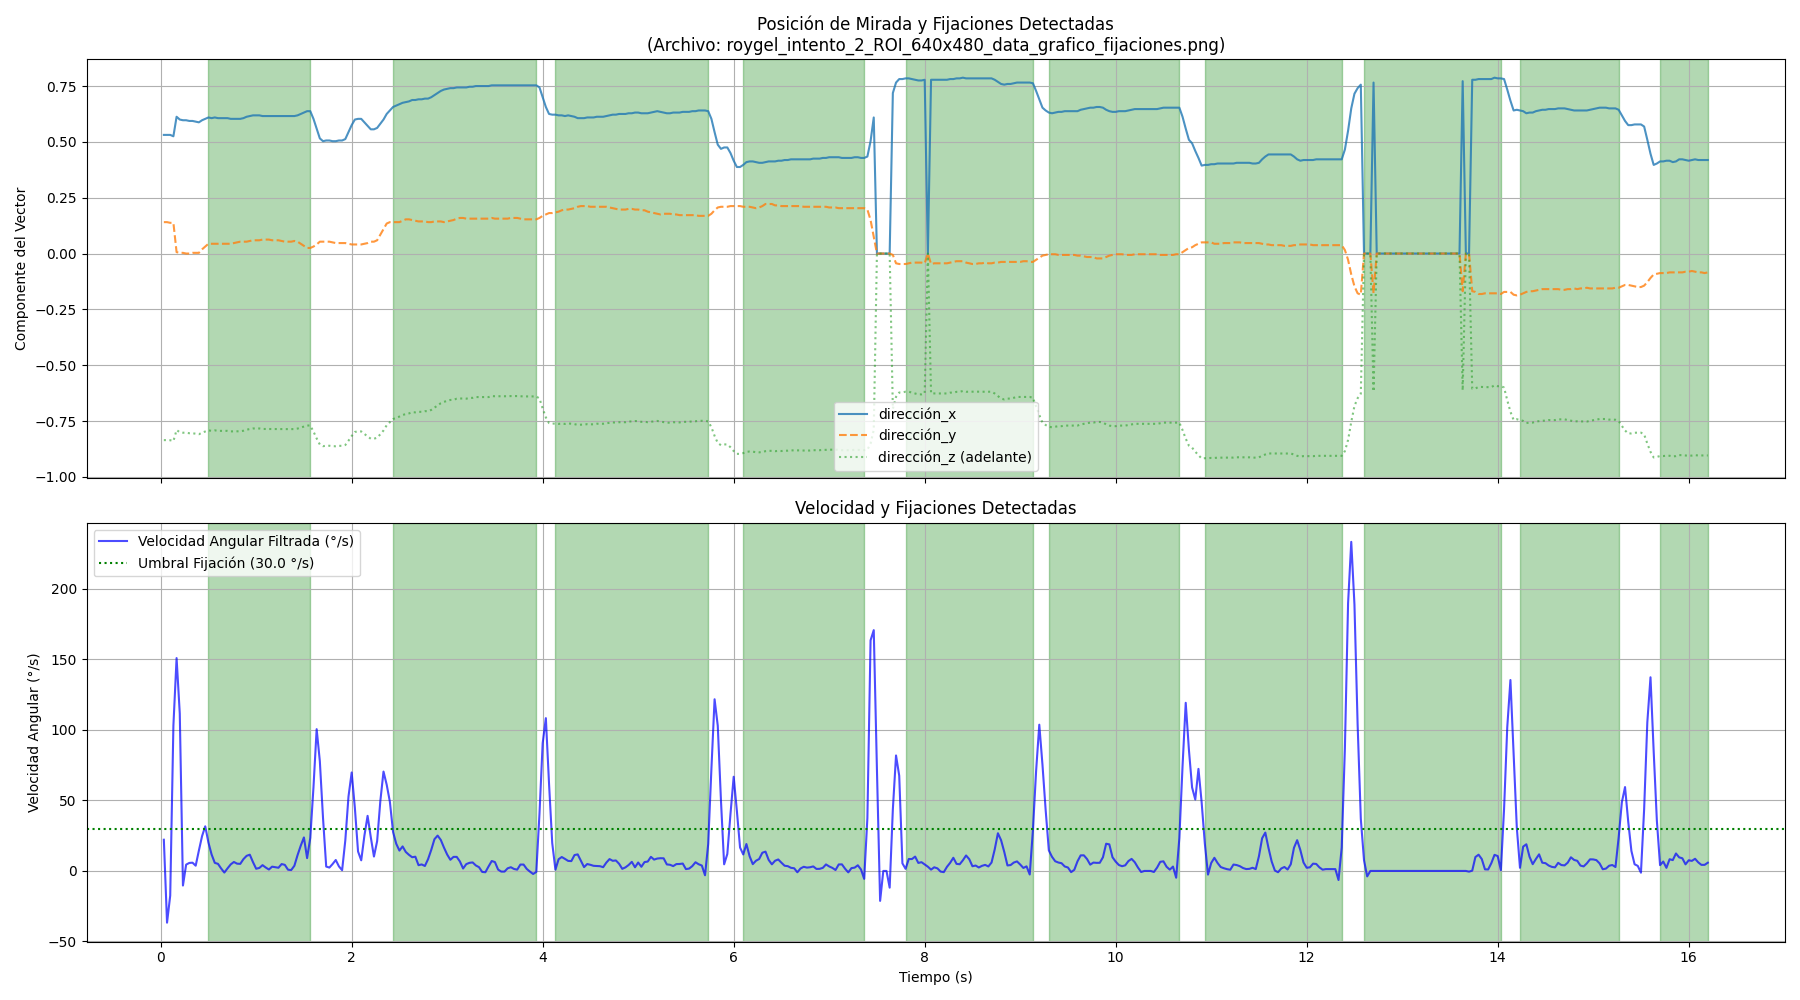 Posición de Mirada y Fijaciones Detectadas
(Archivo: roygel_intento_2_ROI_640x480_data_grafico_fijaciones.png)
0.75
0.50
0.25
0.00
−0.25
−0.50
−0.75
−1.00
Componente del Vector
dirección_x
dirección_y
dirección_z (adelante)
Velocidad y Fijaciones Detectadas
Velocidad Angular Filtrada (°/s)
Umbral Fijación (30.0 °/s)
200
150
100
50
0
−50
Velocidad Angular (°/s)
0 2 4 6 8 10 12 14 16
Tiempo (s)